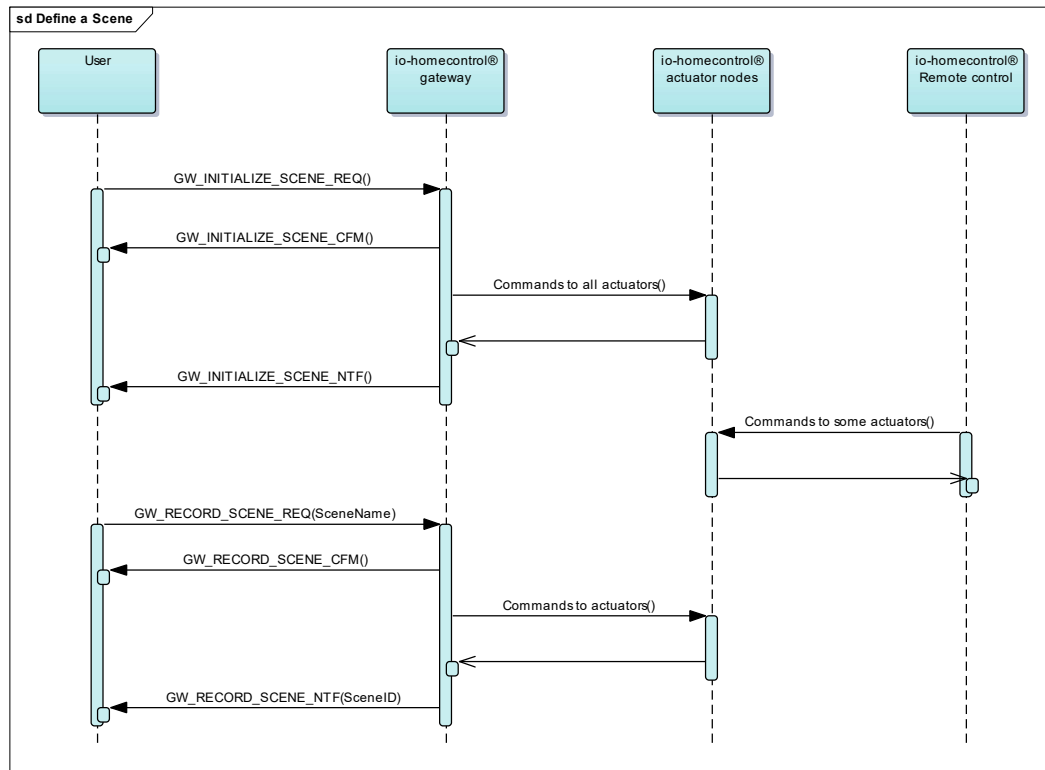 sd Define a Scene
User
io-homecontrol®
gateway
io-homecontrol®
actuator nodes
io-homecontrol®
Remote control
GW_INITIALIZE_SCENE_REQ()
GW_INITIALIZE_SCENE_CFM()
Commands to all actuators()
GW_INITIALIZE_SCENE_NTF()
Commands to some actuators()
GW_RECORD_SCENE_REQ(SceneName)
GW_RECORD_SCENE_CFM()
Commands to actuators()
GW_RECORD_SCENE_NTF(SceneID)